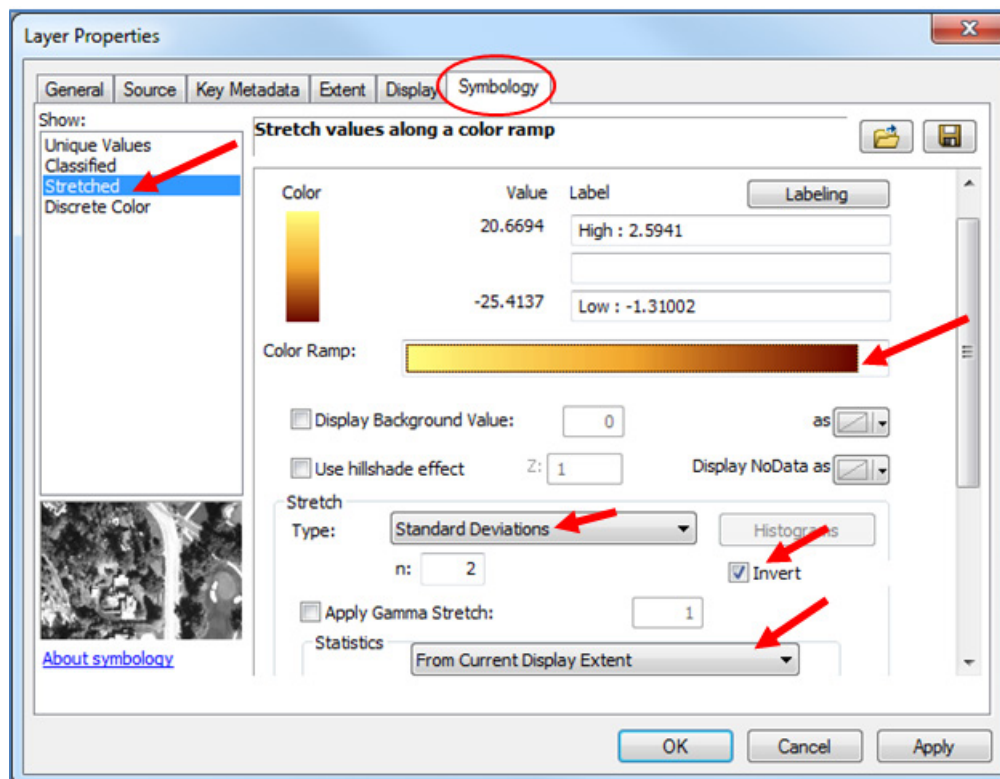 Layer Properties
General Source Key Metadata Extent Display Symbology
Show:
Unique Values
Classified
Stretched
Discrete Color
About symbology
Stretch values along a color ramp
Color Value Label Labeling
20.6694 High : 2.5941
-25.4137 Low : -1.31002
Color Ramp:
Display Background Value: 0 as
Use hillshade effect Z: 1 Display NoData as
Stretch
Type: Standard Deviations Histograms
n: 2 Invert
Apply Gamma Stretch: 1
Statistics
From Current Display Extent
OK Cancel Apply